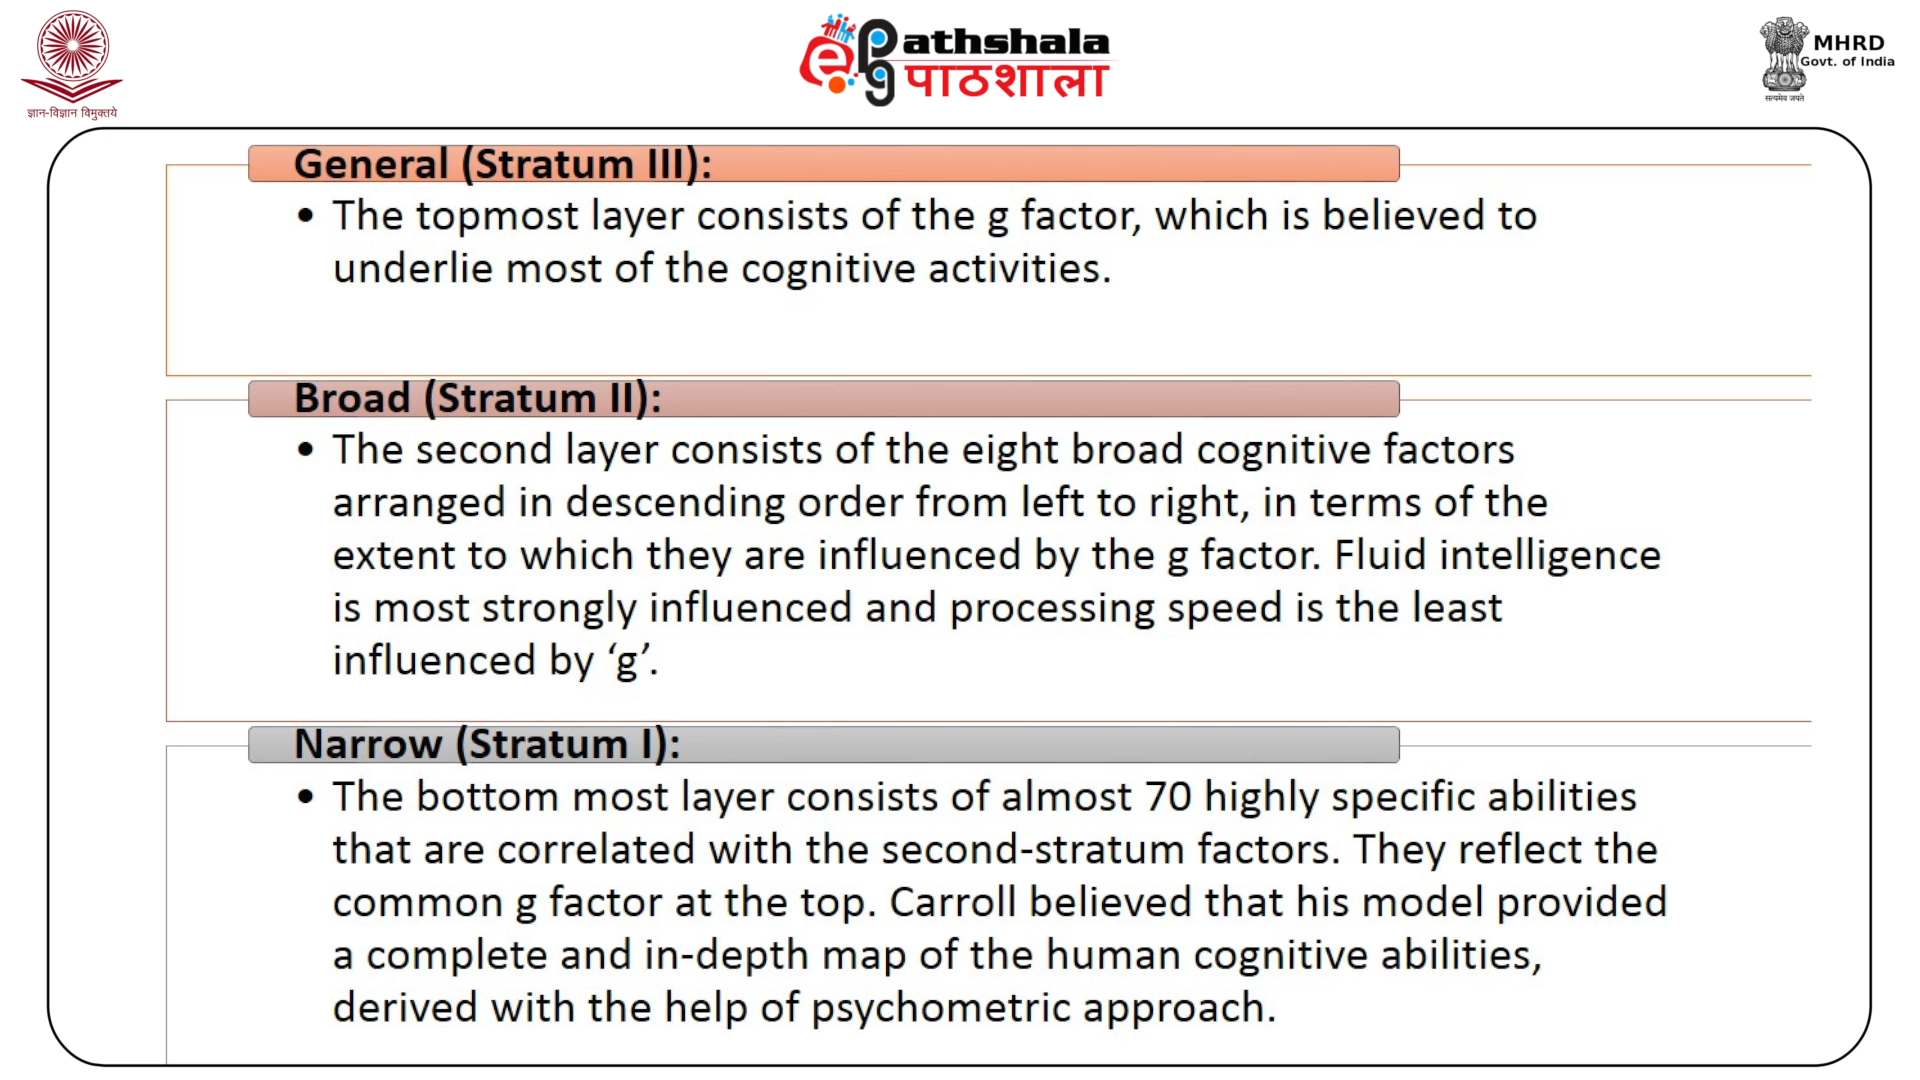 ज्ञान-विज्ञान विमुक्तये
e PG athshala
पाठशाला
MHRD
Govt. of India
सत्यमेव जयते
General (Stratum III):
• The topmost layer consists of the g factor, which is believed to
underlie most of the cognitive activities.
Broad (Stratum II):
• The second layer consists of the eight broad cognitive factors
arranged in descending order from left to right, in terms of the
extent to which they are influenced by the g factor. Fluid intelligence
is most strongly influenced and processing speed is the least
influenced by ‘g’.
Narrow (Stratum I):
• The bottom most layer consists of almost 70 highly specific abilities
that are correlated with the second-stratum factors. They reflect the
common g factor at the top. Carroll believed that his model provided
a complete and in-depth map of the human cognitive abilities,
derived with the help of psychometric approach.